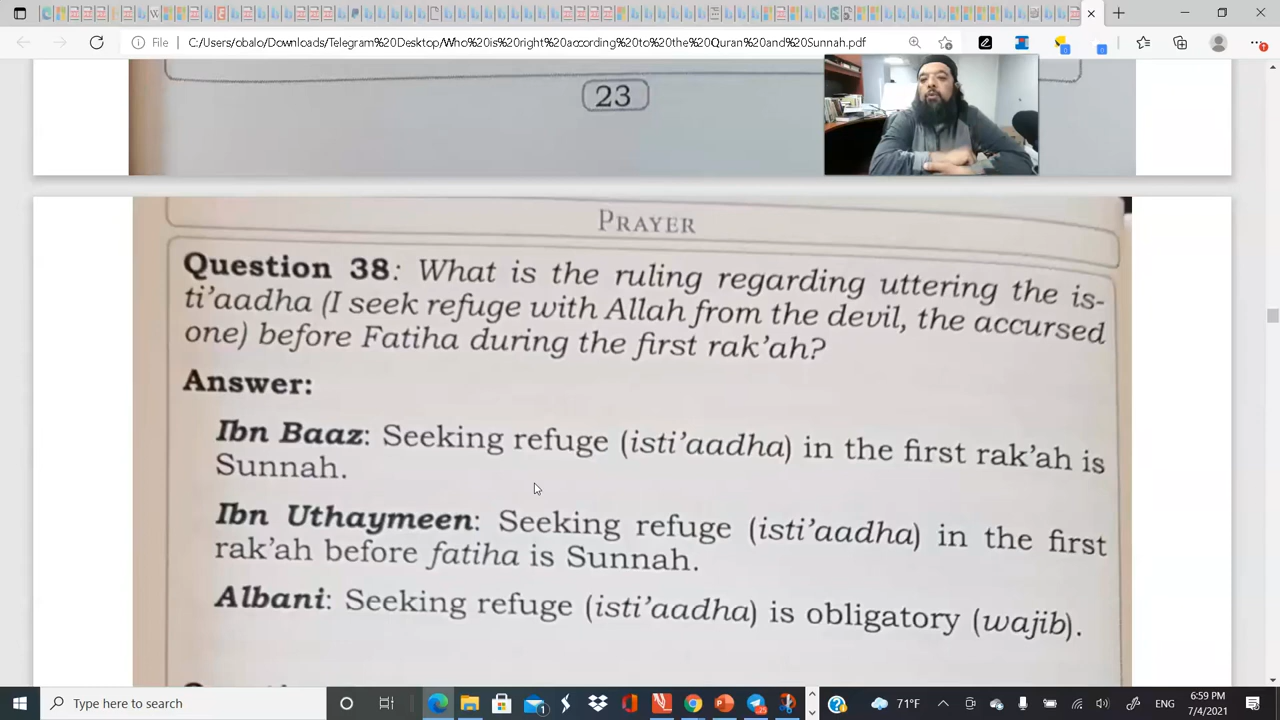 File
C:/Users/obalo/Downloads/Telegram%20Desktop/Who%20is%20right%20according%20to%20the%20Quran%20and%20Sunnah.pdf
23
PRAYER
Question 38: What is the ruling regarding uttering the is-
ti'aadha (I seek refuge with Allah from the devil, the accursed
one) before Fatiha during the first rak'ah?
Answer:
Ibn Baaz: Seeking refuge (isti'aadha) in the first rak'ah is
Sunnah.
Ibn Uthaymeen: Seeking refuge (isti'aadha) in the first
rak'ah before fatiha is Sunnah.
Albani: Seeking refuge (isti'aadha) is obligatory (wajib).
Type here to search
71°F
ENG
6:59 PM
7/4/2021